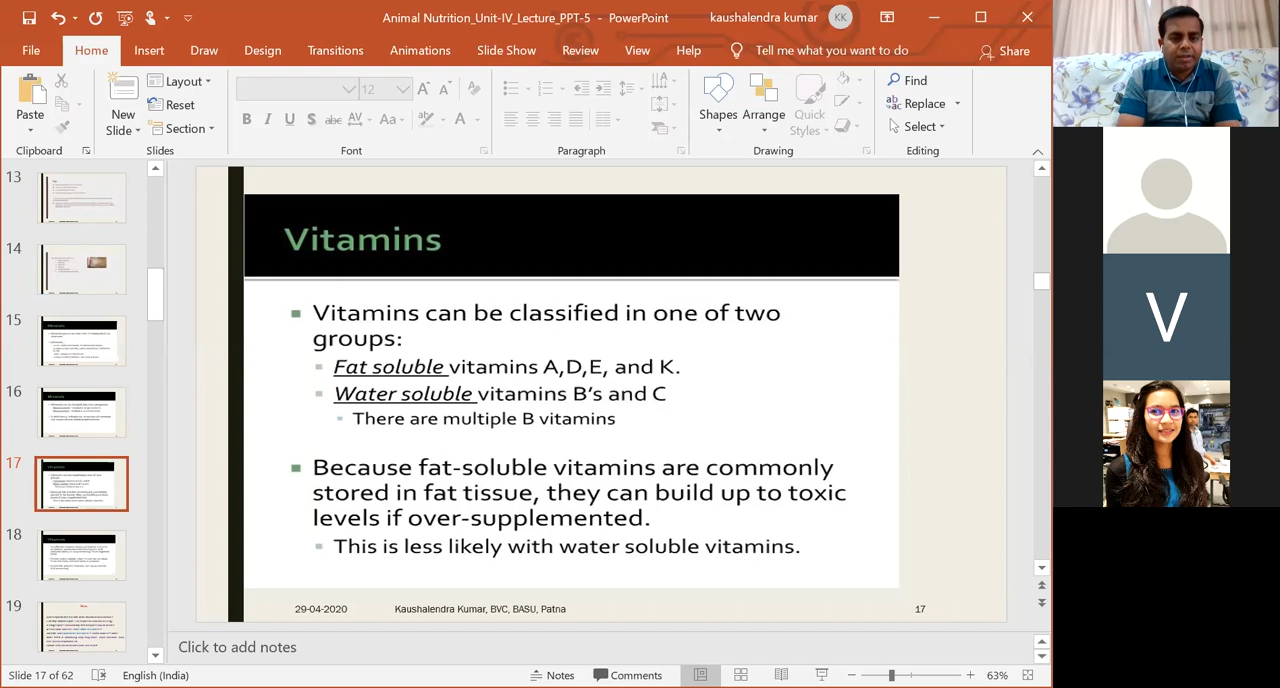 Animal Nutrition_Unit-IV_Lecture_PPT-5 - PowerPoint
kaushalendra kumar
KK
File
Home
Insert
Draw
Design
Transitions
Animations
Slide Show
Review
View
Help
Tell me what you want to do
Share
Paste
New
Slide
Layout
Reset
Section
12
B I U S abc AV Aa A
Shapes Arrange Quick
Styles
Find
Replace
Select
Clipboard
Slides
Font
Paragraph
Drawing
Editing
13
14
15
16
17
18
19
Vitamins
Vitamins can be classified in one of two
groups:
Fat soluble vitamins A,D,E, and K.
Water soluble vitamins B's and C
There are multiple B vitamins
Because fat-soluble vitamins are commonly
stored in fat tissue, they can build up to toxic
levels if over-supplemented.
This is less likely with water soluble vitamins.
29-04-2020
Kaushalendra Kumar, BVC, BASU, Patna
17
V
Click to add notes
Slide 17 of 62
English (India)
Notes
Comments
63%